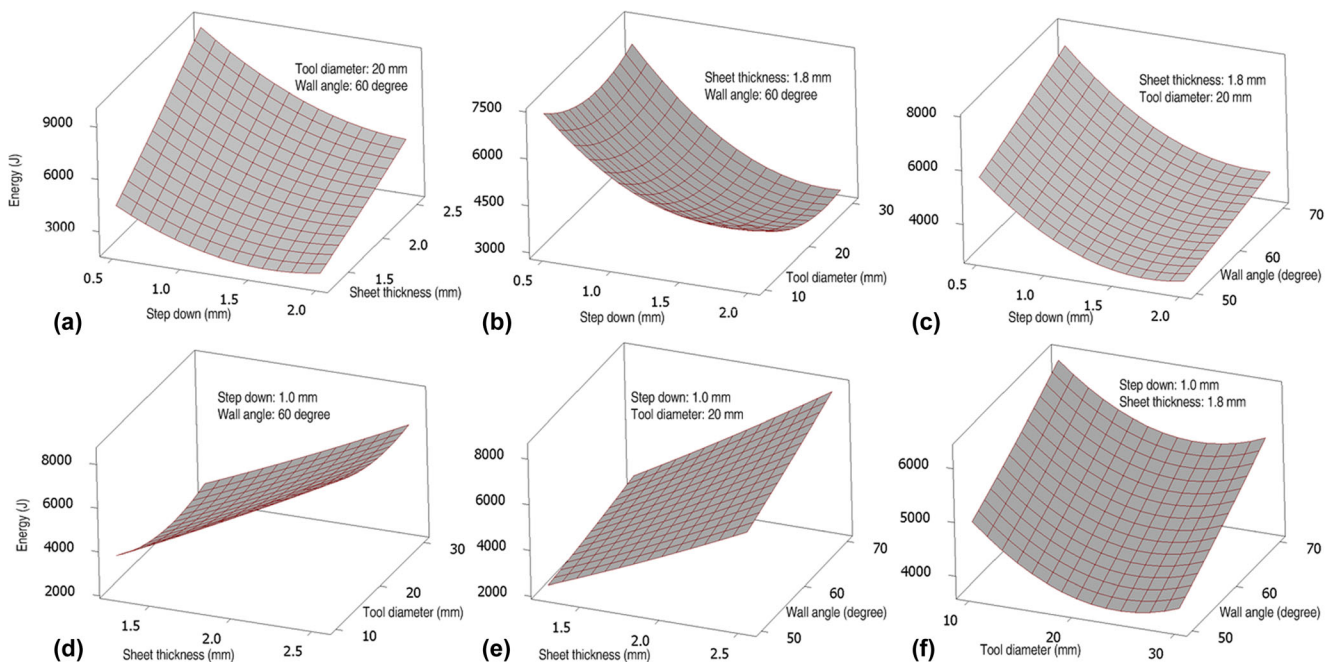 Tool diameter: 20 mm
Wall angle: 60 degree
Energy (J)
9000
6000
3000
0.5
1.0
1.5
2.0
Step down (mm)
1.5
2.0
2.5
Sheet thickness (mm)
(a)
Sheet thickness: 1.8 mm
Wall angle: 60 degree
7500
6000
4500
3000
0.5
1.0
1.5
2.0
Step down (mm)
10
20
30
Tool diameter (mm)
(b)
Sheet thickness: 1.8 mm
Tool diameter: 20 mm
8000
6000
4000
0.5
1.0
1.5
2.0
Step down (mm)
50
60
70
Wall angle (degree)
(c)
Step down: 1.0 mm
Wall angle: 60 degree
Energy (J)
8000
6000
4000
2000
1.5
2.0
2.5
Sheet thickness (mm)
10
20
30
Tool diameter (mm)
(d)
Step down: 1.0 mm
Tool diameter: 20 mm
8000
6000
4000
2000
1.5
2.0
2.5
Sheet thickness (mm)
50
60
70
Wall angle (degree)
(e)
Step down: 1.0 mm
Sheet thickness: 1.8 mm
6000
5000
4000
10
20
30
Tool diameter (mm)
50
60
70
Wall angle (degree)
(f)